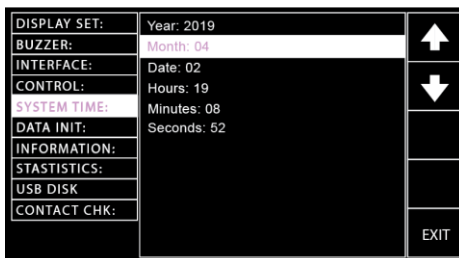 DISPLAY SET:
BUZZER:
INTERFACE:
CONTROL:
SYSTEM TIME:
DATA INIT:
INFORMATION:
STASTISTICS:
USB DISK
CONTACT CHK:
Year: 2019
Month: 04
Date: 02
Hours: 19
Minutes: 08
Seconds: 52
EXIT